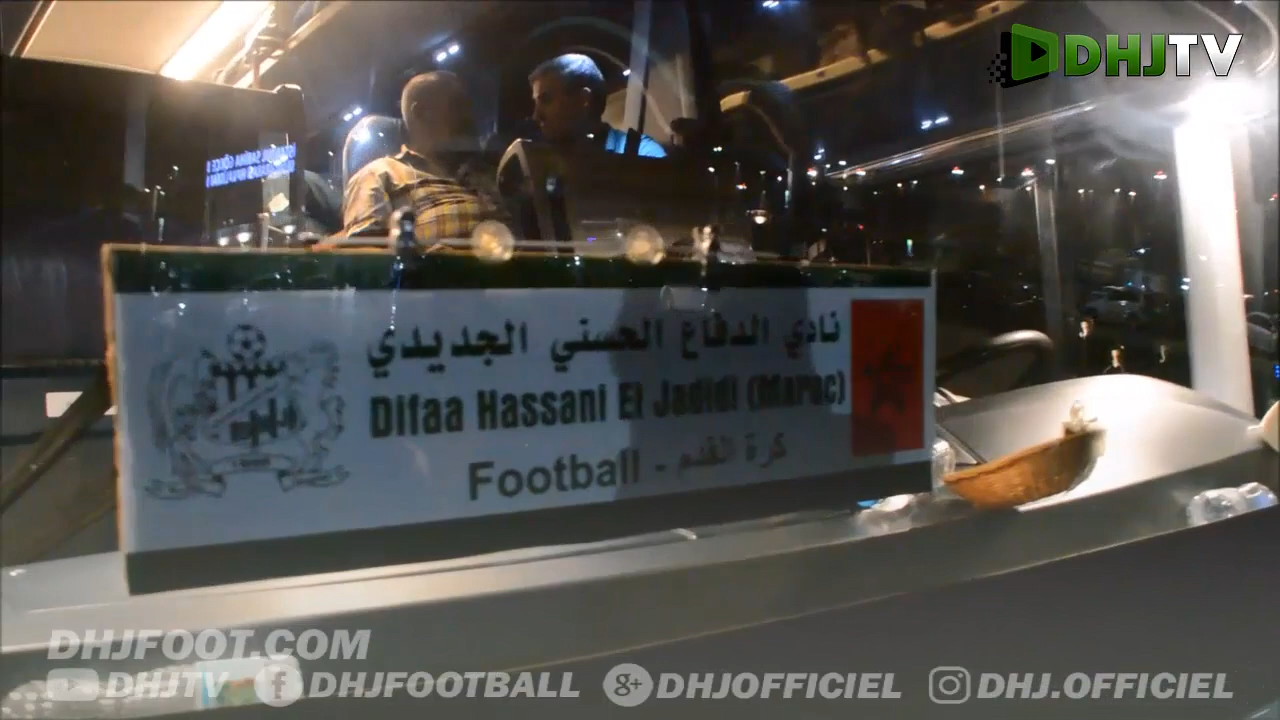 DHJTV
نادي الدفاع الحسني الجديدي
Difaa Hassani El Jadidi (Maroc)
Football - كرة القدم
DHJFOOT.COM
DHJTV
DHJFOOTBALL
g+ DHJOFFICIEL
DHJ.OFFICIEL